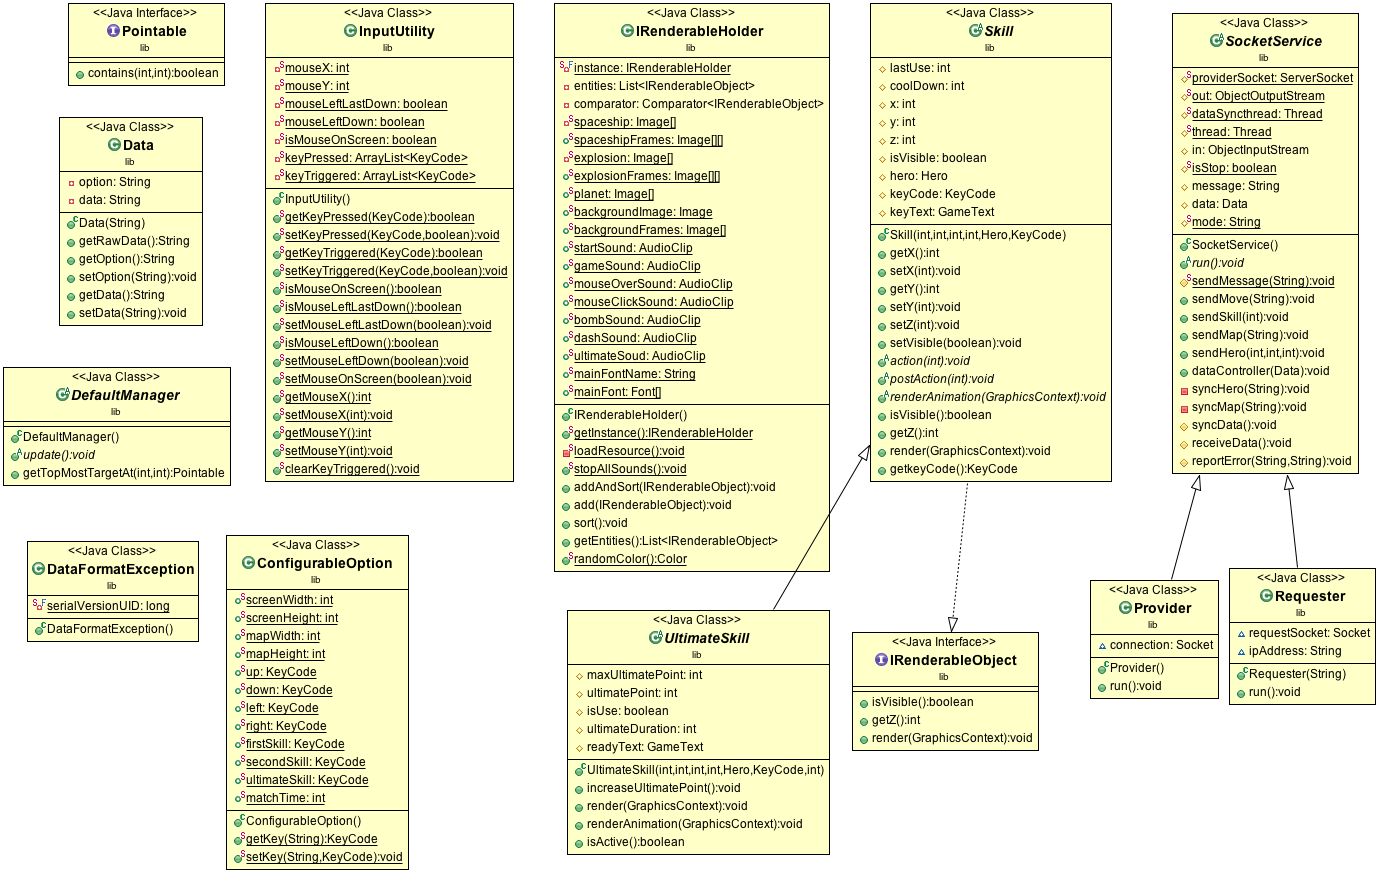 <<Java Interface>>
Pointable
lib
contains(int,int):boolean
<<Java Class>>
Data
lib
option: String
data: String
Data(String)
getRawData():String
getOption():String
setOption(String):void
getData():String
setData(String):void
<<Java Class>>
DefaultManager
lib
DefaultManager()
update():void
getTopMostTargetAt(int,int):Pointable
<<Java Class>>
DataFormatException
lib
serialVersionUID: long
DataFormatException()
<<Java Class>>
InputUtility
lib
mouseX: int
mouseY: int
mouseLeftLastDown: boolean
mouseLeftDown: boolean
isMouseOnScreen: boolean
keyPressed: ArrayList<KeyCode>
keyTriggered: ArrayList<KeyCode>
InputUtility()
getKeyPressed(KeyCode):boolean
setKeyPressed(KeyCode,boolean):void
getKeyTriggered(KeyCode):boolean
setKeyTriggered(KeyCode,boolean):void
isMouseOnScreen():boolean
isMouseLeftLastDown():boolean
setMouseLeftLastDown(boolean):void
isMouseLeftDown():boolean
setMouseLeftDown(boolean):void
setMouseOnScreen(boolean):void
getMouseX():int
setMouseX(int):void
getMouseY():int
setMouseY(int):void
clearKeyTriggered():void
<<Java Class>>
ConfigurableOption
lib
screenWidth: int
screenHeight: int
mapWidth: int
mapHeight: int
up: KeyCode
down: KeyCode
left: KeyCode
right: KeyCode
firstSkill: KeyCode
secondSkill: KeyCode
ultimateSkill: KeyCode
matchTime: int
ConfigurableOption()
getKey(String):KeyCode
setKey(String,KeyCode):void
<<Java Class>>
IRenderableHolder
lib
instance: IRenderableHolder
entities: List<IRenderableObject>
comparator: Comparator<IRenderableObject>
spaceship: Image[]
spaceshipFrames: Image[][]
explosion: Image[]
explosionFrames: Image[][]
planet: Image[]
backgroundImage: Image
backgroundFrames: Image[]
startSound: AudioClip
gameSound: AudioClip
mouseOverSound: AudioClip
mouseClickSound: AudioClip
bombSound: AudioClip
dashSound: AudioClip
ultimateSoud: AudioClip
mainFontName: String
mainFont: Font[]
IRenderableHolder()
getInstance():IRenderableHolder
loadResource():void
stopAllSounds():void
addAndSort(IRenderableObject):void
add(IRenderableObject):void
sort():void
getEntities():List<IRenderableObject>
randomColor():Color
<<Java Class>>
UltimateSkill
lib
maxUltimatePoint: int
ultimatePoint: int
isUse: boolean
ultimateDuration: int
readyText: GameText
UltimateSkill(int,int,int,int,Hero,KeyCode,int)
increaseUltimatePoint():void
render(GraphicsContext):void
renderAnimation(GraphicsContext):void
isActive():boolean
<<Java Class>>
Skill
lib
lastUse: int
coolDown: int
x: int
y: int
z: int
isVisible: boolean
hero: Hero
keyCode: KeyCode
keyText: GameText
Skill(int,int,int,int,Hero,KeyCode)
getX():int
setX(int):void
getY():int
setY(int):void
setZ(int):void
setVisible(boolean):void
action(int):void
postAction(int):void
renderAnimation(GraphicsContext):void
isVisible():boolean
getZ():int
render(GraphicsContext):void
getkeyCode():KeyCode
<<Java Interface>>
IRenderableObject
lib
isVisible():boolean
getZ():int
render(GraphicsContext):void
<<Java Class>>
SocketService
lib
providerSocket: ServerSocket
out: ObjectOutputStream
dataSyncthread: Thread
thread: Thread
in: ObjectInputStream
isStop: boolean
message: String
data: Data
mode: String
SocketService()
run():void
sendMessage(String):void
sendMove(String):void
sendSkill(int):void
sendMap(String):void
sendHero(int,int,int):void
dataController(Data):void
syncHero(String):void
syncMap(String):void
syncData():void
receiveData():void
reportError(String,String):void
<<Java Class>>
Provider
lib
connection: Socket
Provider()
run():void
<<Java Class>>
Requester
lib
requestSocket: Socket
ipAddress: String
Requester(String)
run():void